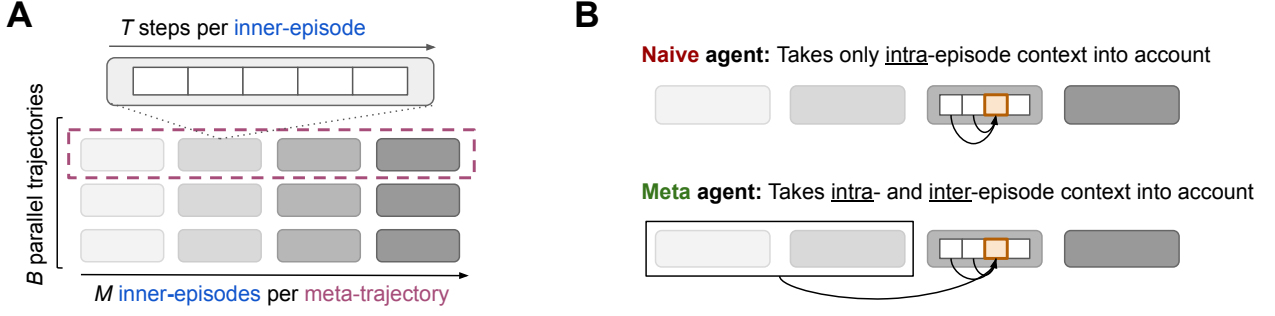 A
T steps per inner-episode
B parallel trajectories
M inner-episodes per meta-trajectory
B
Naive agent: Takes only intra-episode context into account
Meta agent: Takes intra- and inter-episode context into account